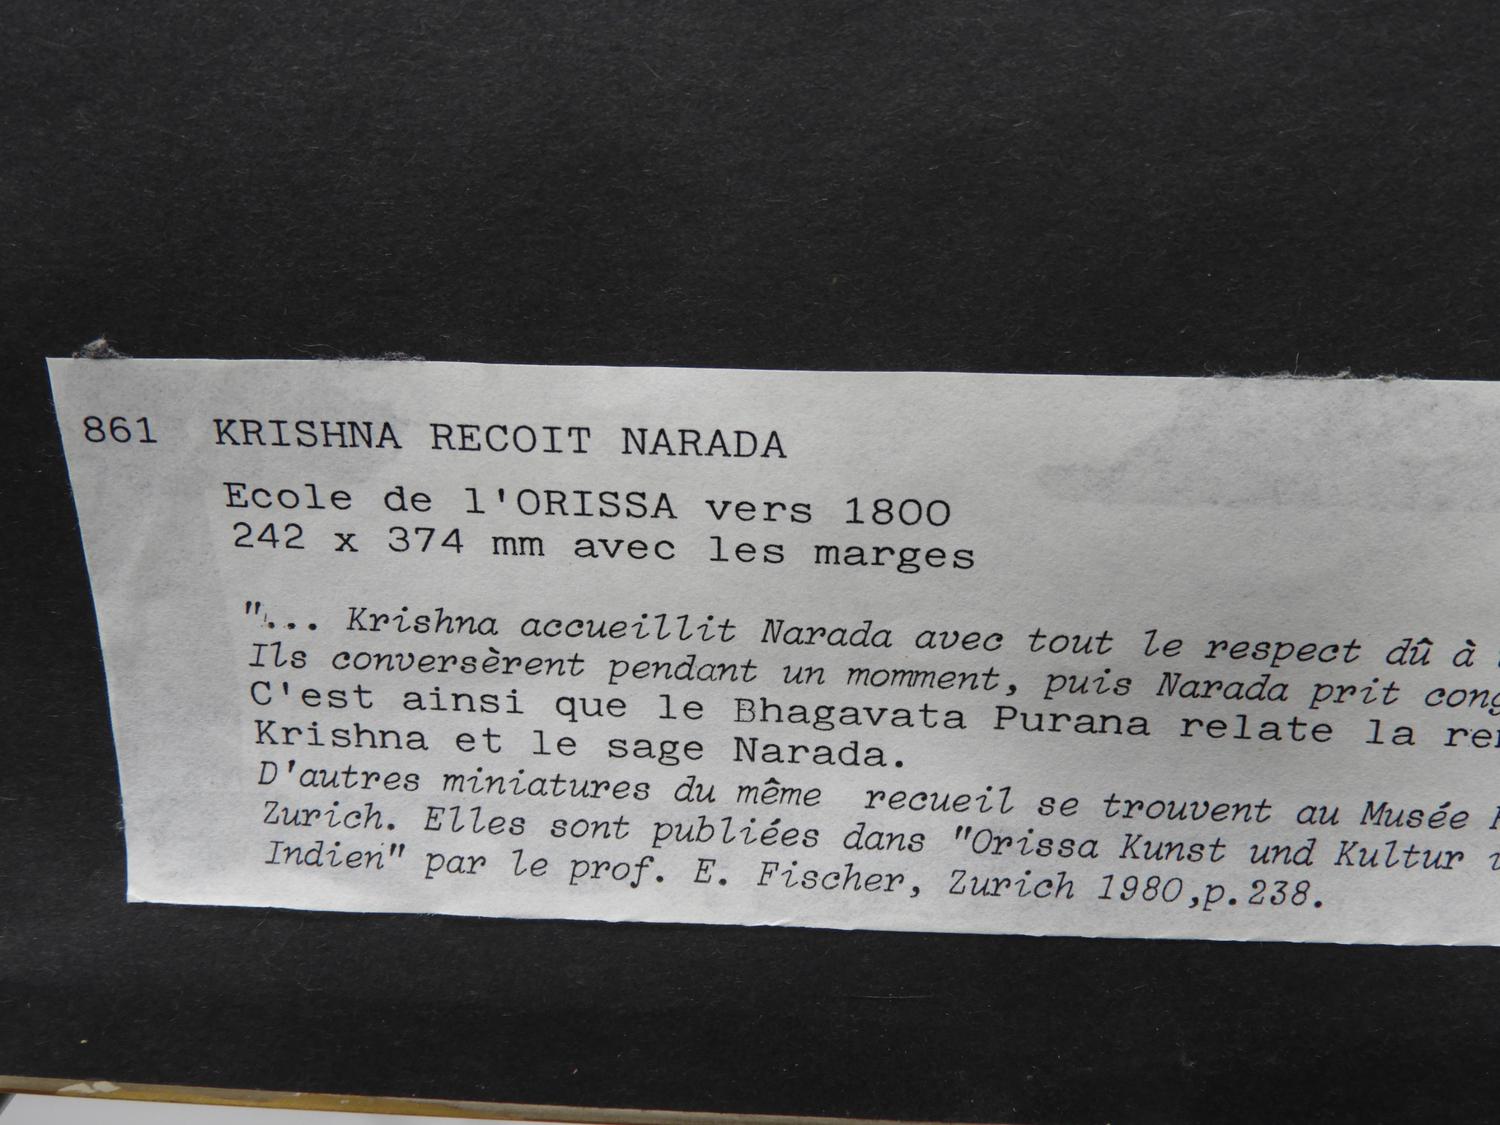 861 KRISHNA RECOIT NARADA
Ecole de l'ORISSA vers 1800
242 x 374 mm avec les marges
"... Krishna accueillit Narada avec tout le respect dû à
Ils conversèrent pendant un momment, puis Narada prit
C'est ainsi que le Bhagavata Purana relate la
Krishna et le sage Narada.
D'autres miniatures du même recueil se trouvent au Musée
Zurich. Elles sont publiées dans "Orissa Kunst und Kultur
Indien" par le prof. E. Fischer, Zurich 1980,p.238.